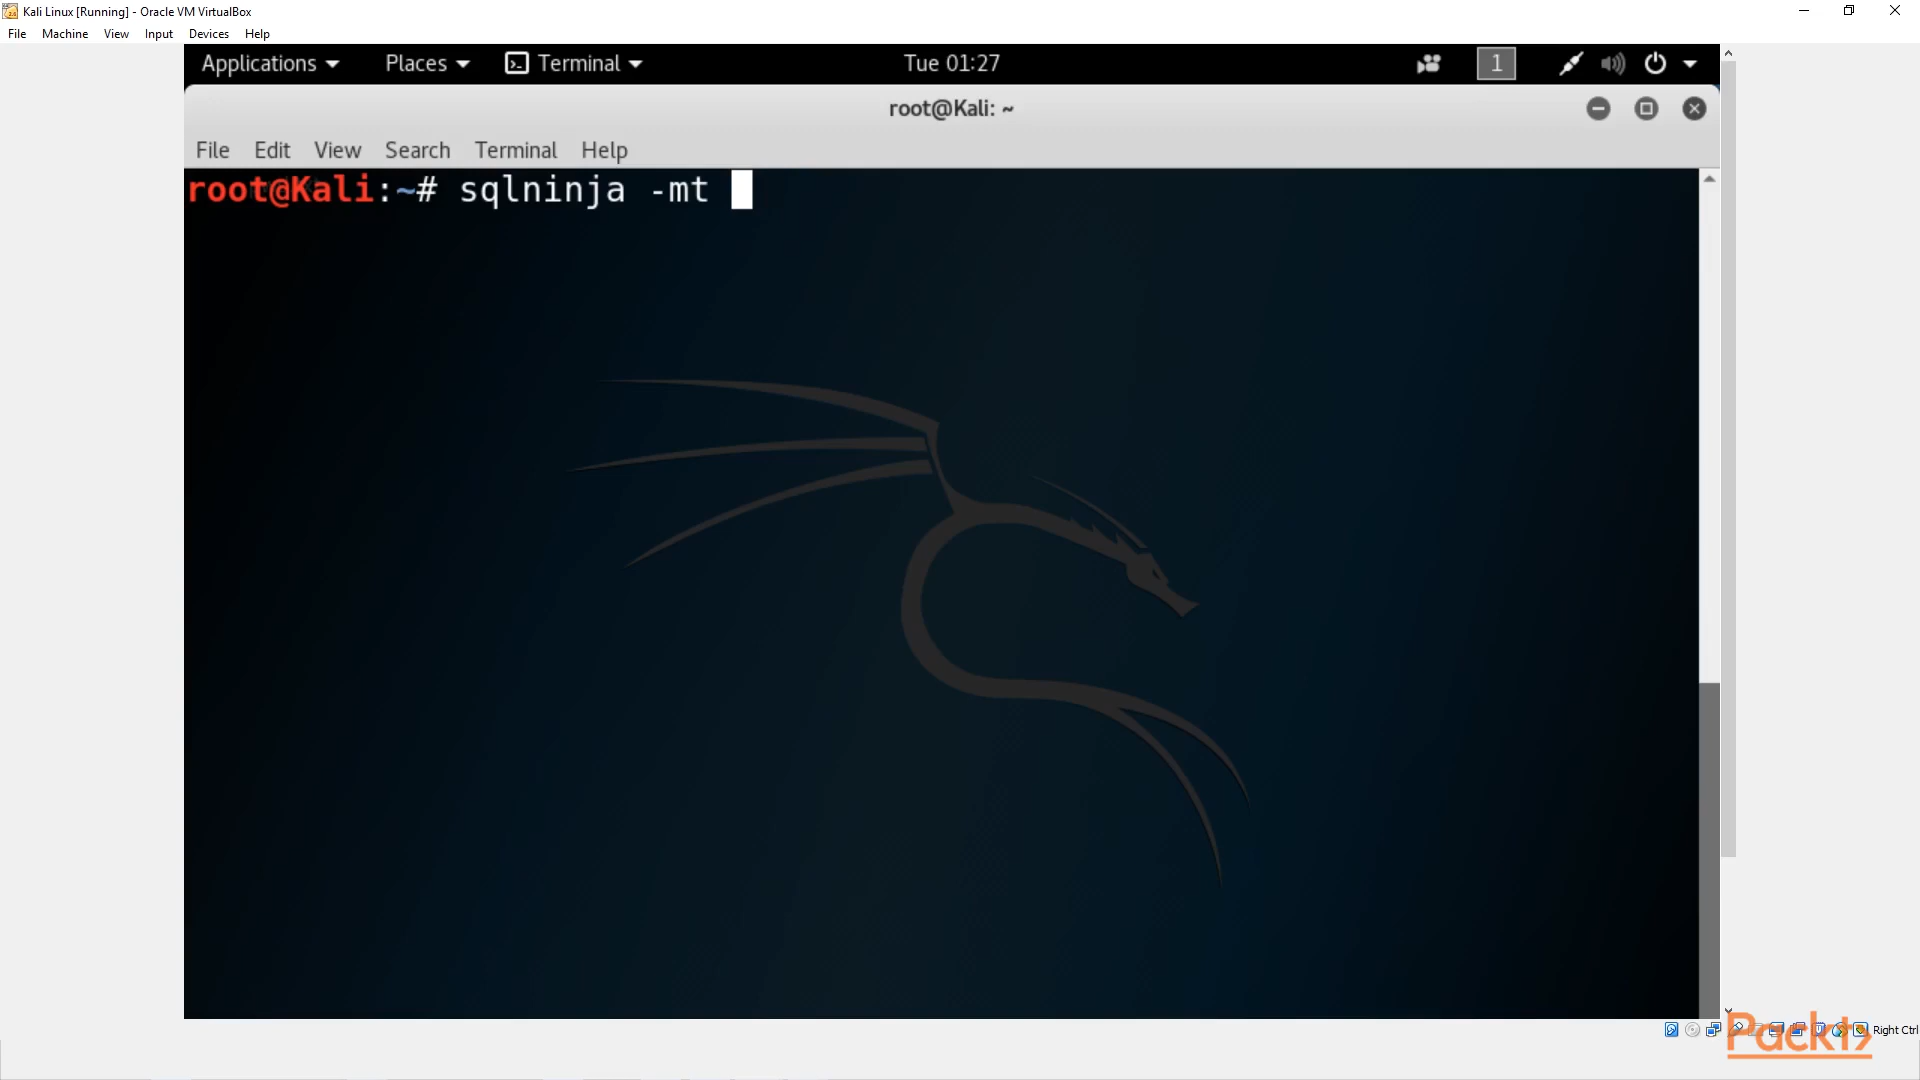 Kali Linux [Running] - Oracle VM VirtualBox
File Machine View Input Devices Help
Applications Places Terminal Tue 01:27 1
root@Kali: ~
File Edit View Search Terminal Help
root@Kali:~# sqlninja -mt
Right Ctrl
Packt>